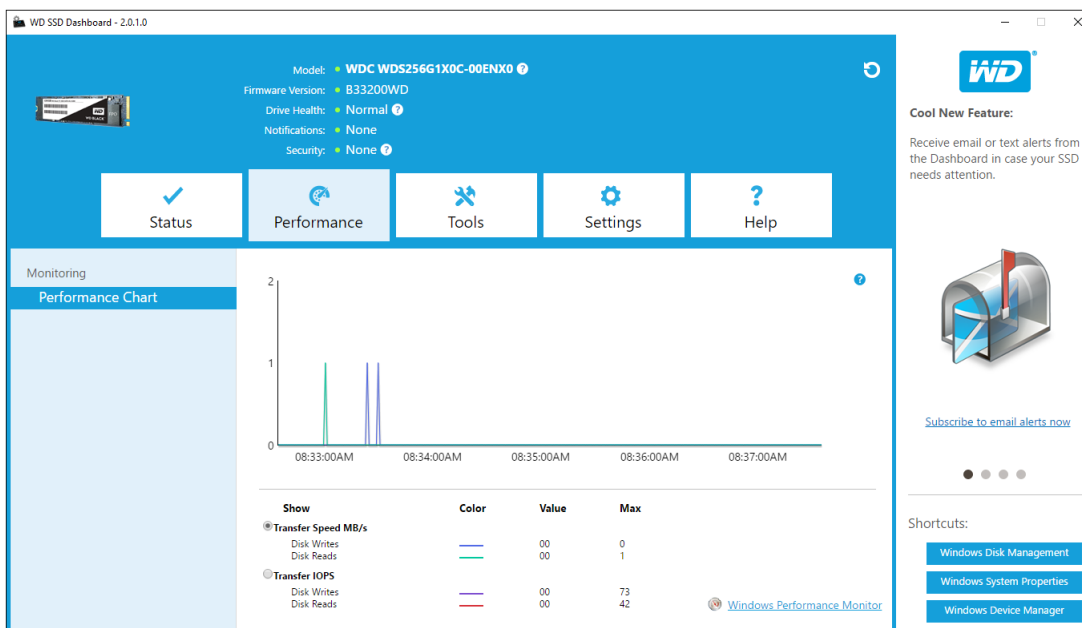 WD SSD Dashboard - 2.0.1.0
Model: WDC WDS256G1X0C-00ENX0 ?
Firmware Version: B33200WD
Drive Health: Normal ?
Notifications: None
Security: None ?
Status
Performance
Tools
Settings
Help
Monitoring
Performance Chart
2
1
0
08:33:00AM 08:34:00AM 08:35:00AM 08:36:00AM 08:37:00AM
Show Color Value Max
Transfer Speed MB/s
Disk Writes 00 0
Disk Reads 00 1
Transfer IOPS
Disk Writes 00 73
Disk Reads 00 42
Windows Performance Monitor
WD
Cool New Feature:
Receive email or text alerts from
the Dashboard in case your SSD
needs attention.
Subscribe to email alerts now
Shortcuts:
Windows Disk Management
Windows System Properties
Windows Device Manager